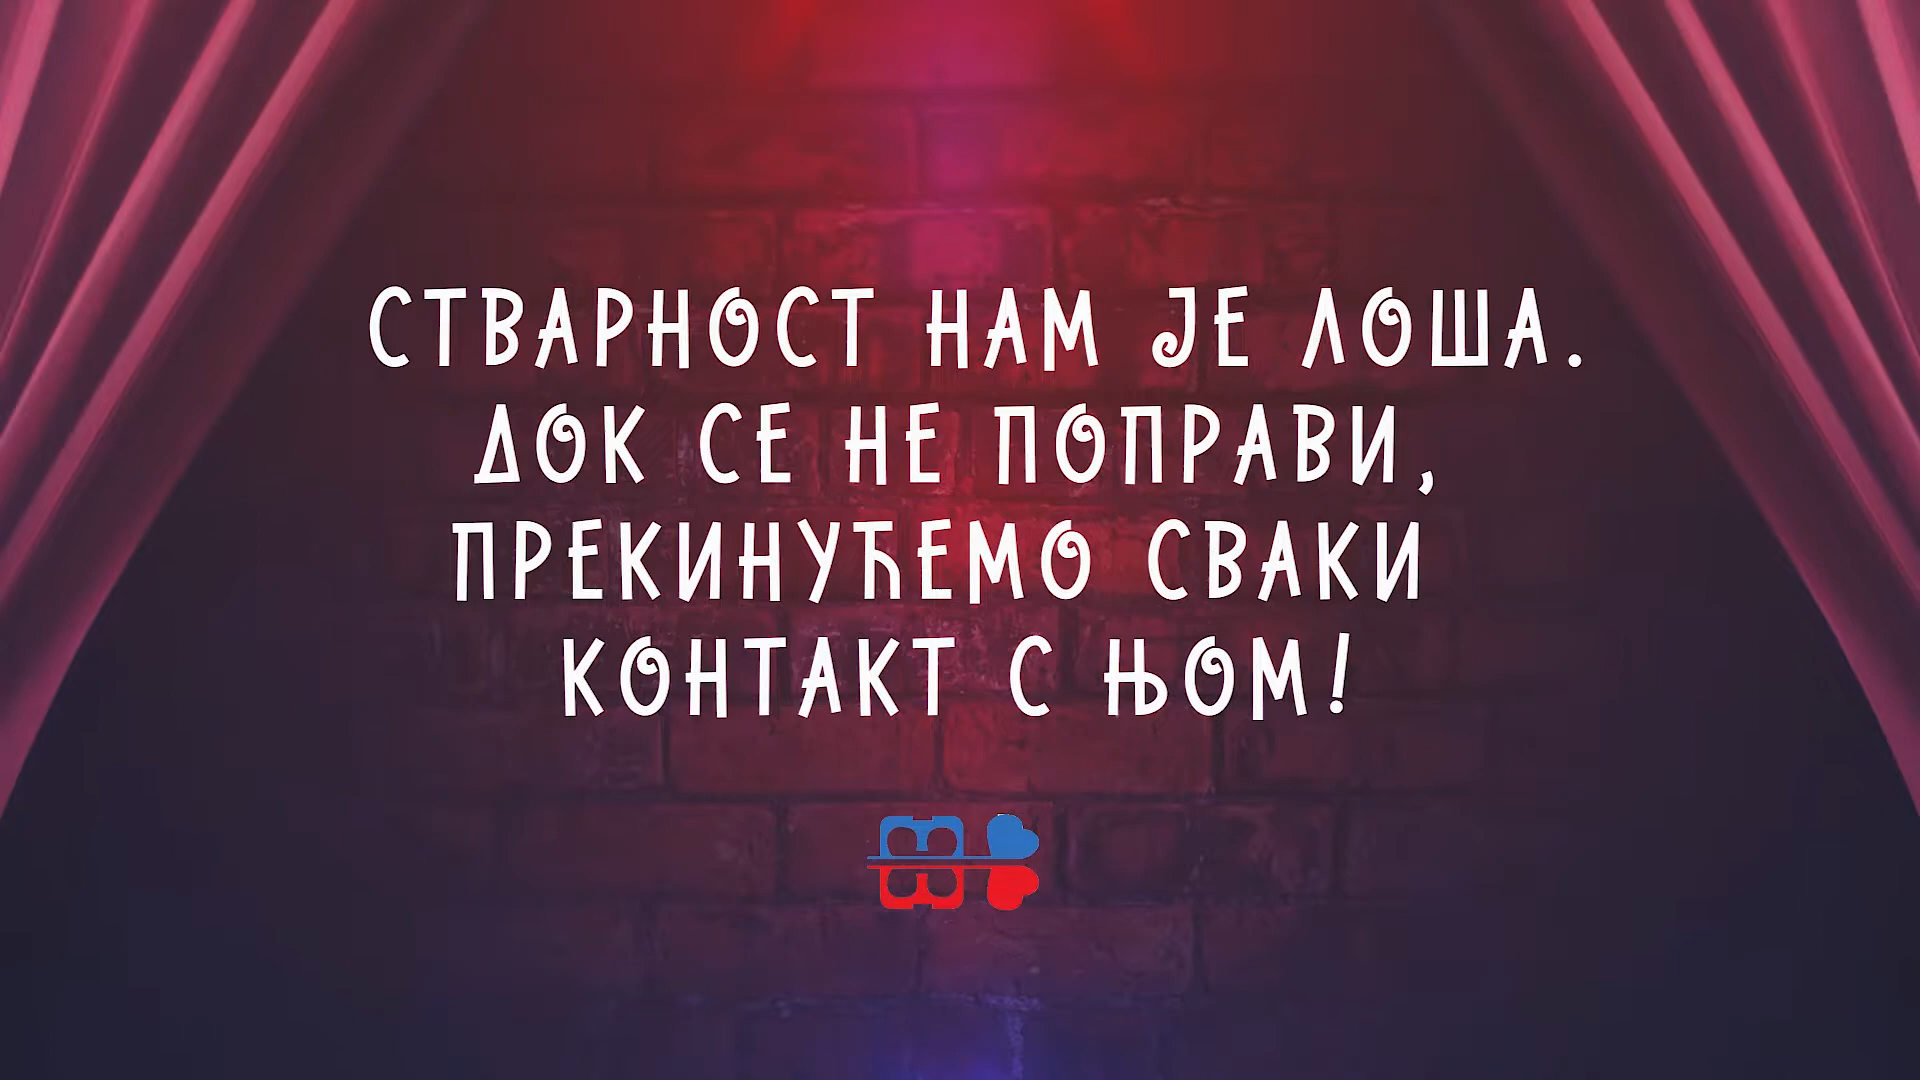 СТВАРНОСТ НАМ ЈЕ ЛОША.
ДОК СЕ НЕ ПОПРАВИ,
ПРЕКИНУЋЕМО СВАКИ
КОНТАКТ С ЊОМ!